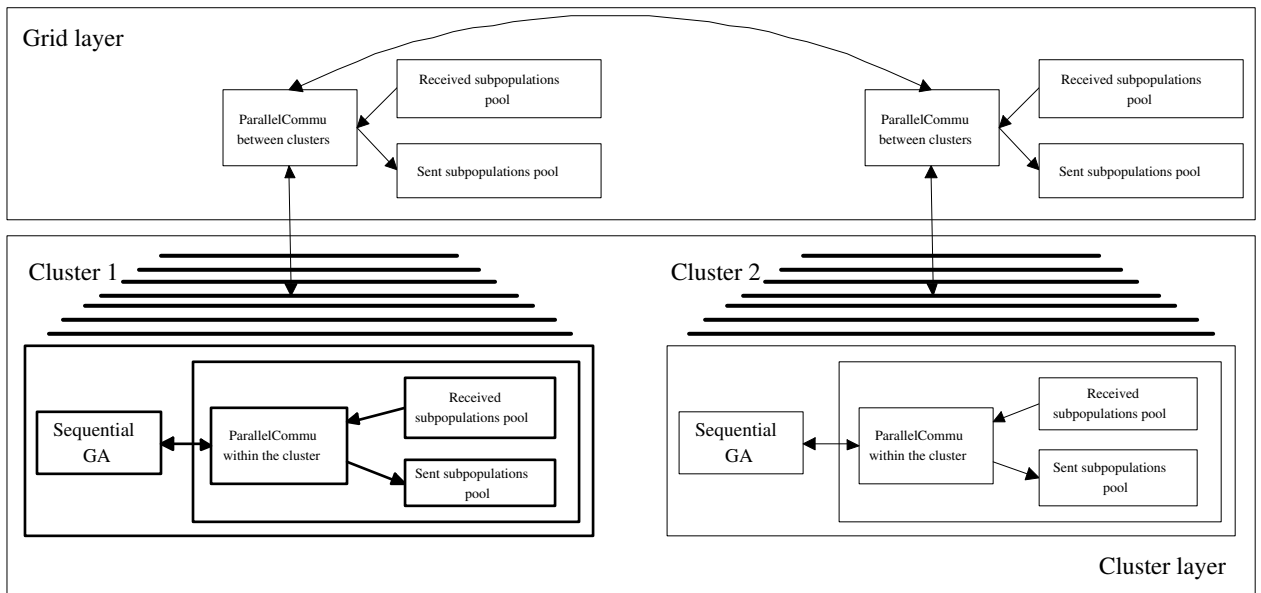 Grid layer
Received subpopulations
pool
ParallelCommu
between clusters
Sent subpopulations pool
Received subpopulations
pool
ParallelCommu
between clusters
Sent subpopulations pool
Cluster 1
Cluster 2
Sequential
GA
ParallelCommu
within the cluster
Received
subpopulations pool
Sent subpopulations
pool
Sequential
GA
ParallelCommu
within the cluster
Received
subpopulations pool
Sent subpopulations
pool
Cluster layer